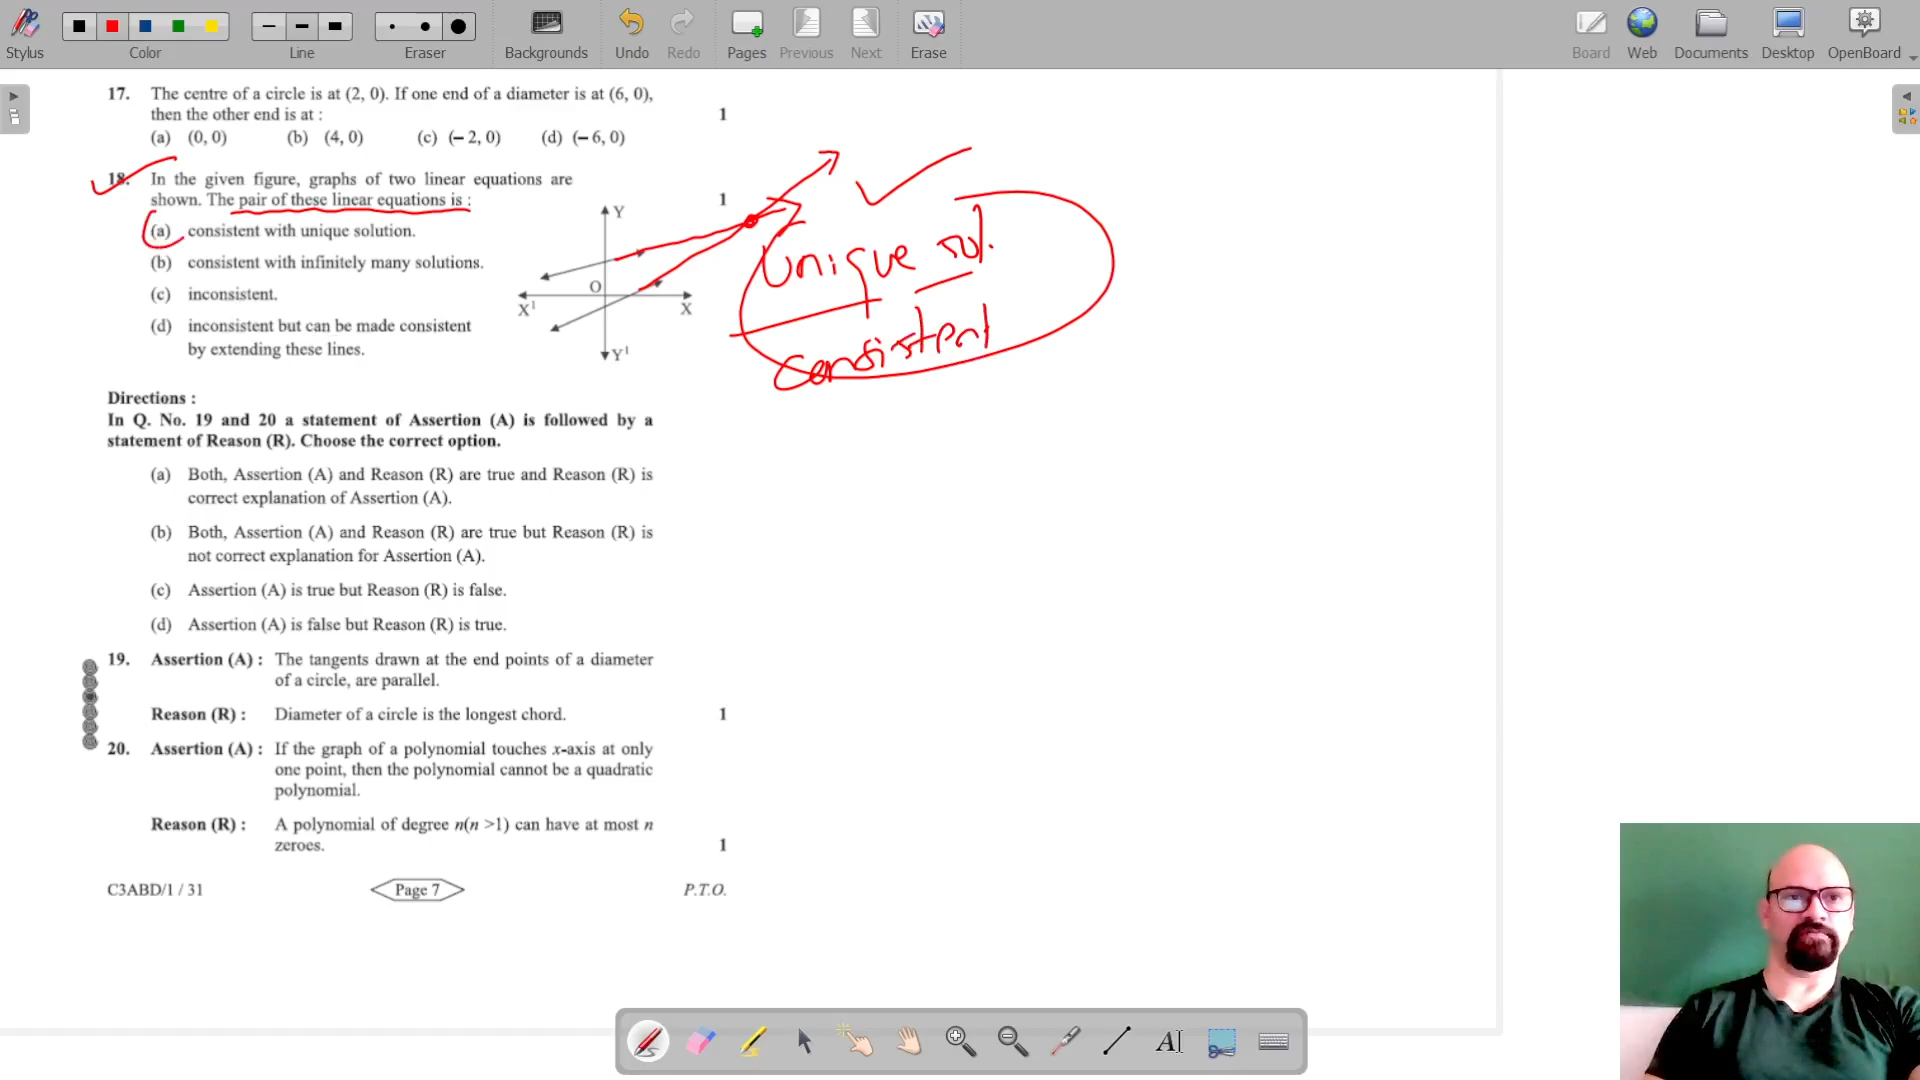 Stylus
Color
Line
Eraser
Backgrounds
Undo
Redo
Pages
Previous
Next
Erase
Board
Web
Documents
Desktop
OpenBoard
17. The centre of a circle is at (2, 0). If one end of a diameter is at (6, 0),
then the other end is at : 1
(a) (0, 0) (b) (4, 0) (c) (– 2, 0) (d) (– 6, 0)
18. In the given figure, graphs of two linear equations are
shown. The pair of these linear equations is : 1
(a) consistent with unique solution.
(b) consistent with infinitely many solutions.
(c) inconsistent.
(d) inconsistent but can be made consistent
by extending these lines.
Y
O
X¹
X
Y¹
Unique sol.
consistent
Directions :
In Q. No. 19 and 20 a statement of Assertion (A) is followed by a
statement of Reason (R). Choose the correct option.
(a) Both, Assertion (A) and Reason (R) are true and Reason (R) is
correct explanation of Assertion (A).
(b) Both, Assertion (A) and Reason (R) are true but Reason (R) is
not correct explanation for Assertion (A).
(c) Assertion (A) is true but Reason (R) is false.
(d) Assertion (A) is false but Reason (R) is true.
19. Assertion (A) : The tangents drawn at the end points of a diameter
of a circle, are parallel.
Reason (R) : Diameter of a circle is the longest chord. 1
20. Assertion (A) : If the graph of a polynomial touches x-axis at only
one point, then the polynomial cannot be a quadratic
polynomial.
Reason (R) : A polynomial of degree n(n >1) can have at most n
zeroes. 1
C3ABD/1 / 31 Page 7 P.T.O.